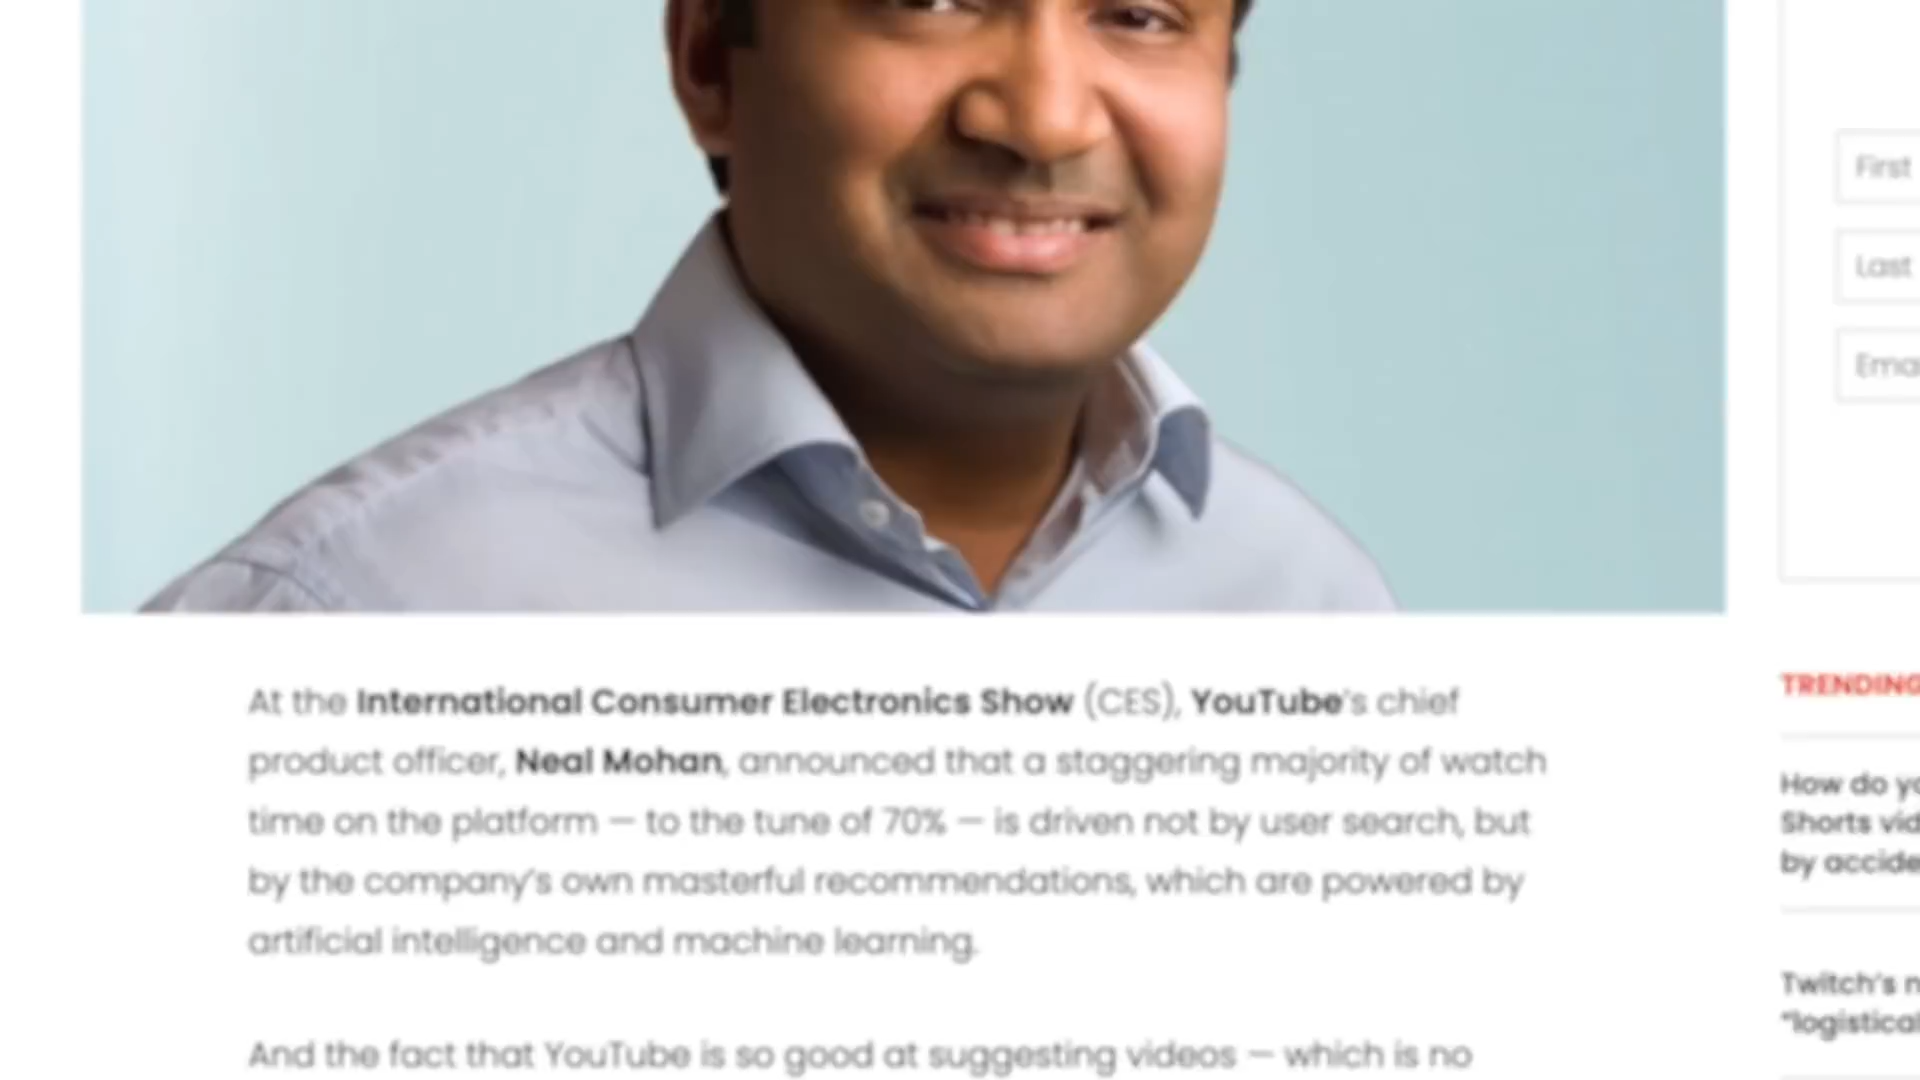 First
Last
Emai
At the International Consumer Electronics Show (CES), YouTube's chief
product officer, Neal Mohan, announced that a staggering majority of watch
time on the platform — to the tune of 70% — is driven not by user search, but
by the company's own masterful recommendations, which are powered by
artificial intelligence and machine learning.
And the fact that YouTube is so good at suggesting videos — which is no
TRENDING
How do yo
Shorts vid
by accide
Twitch's n
"logistical